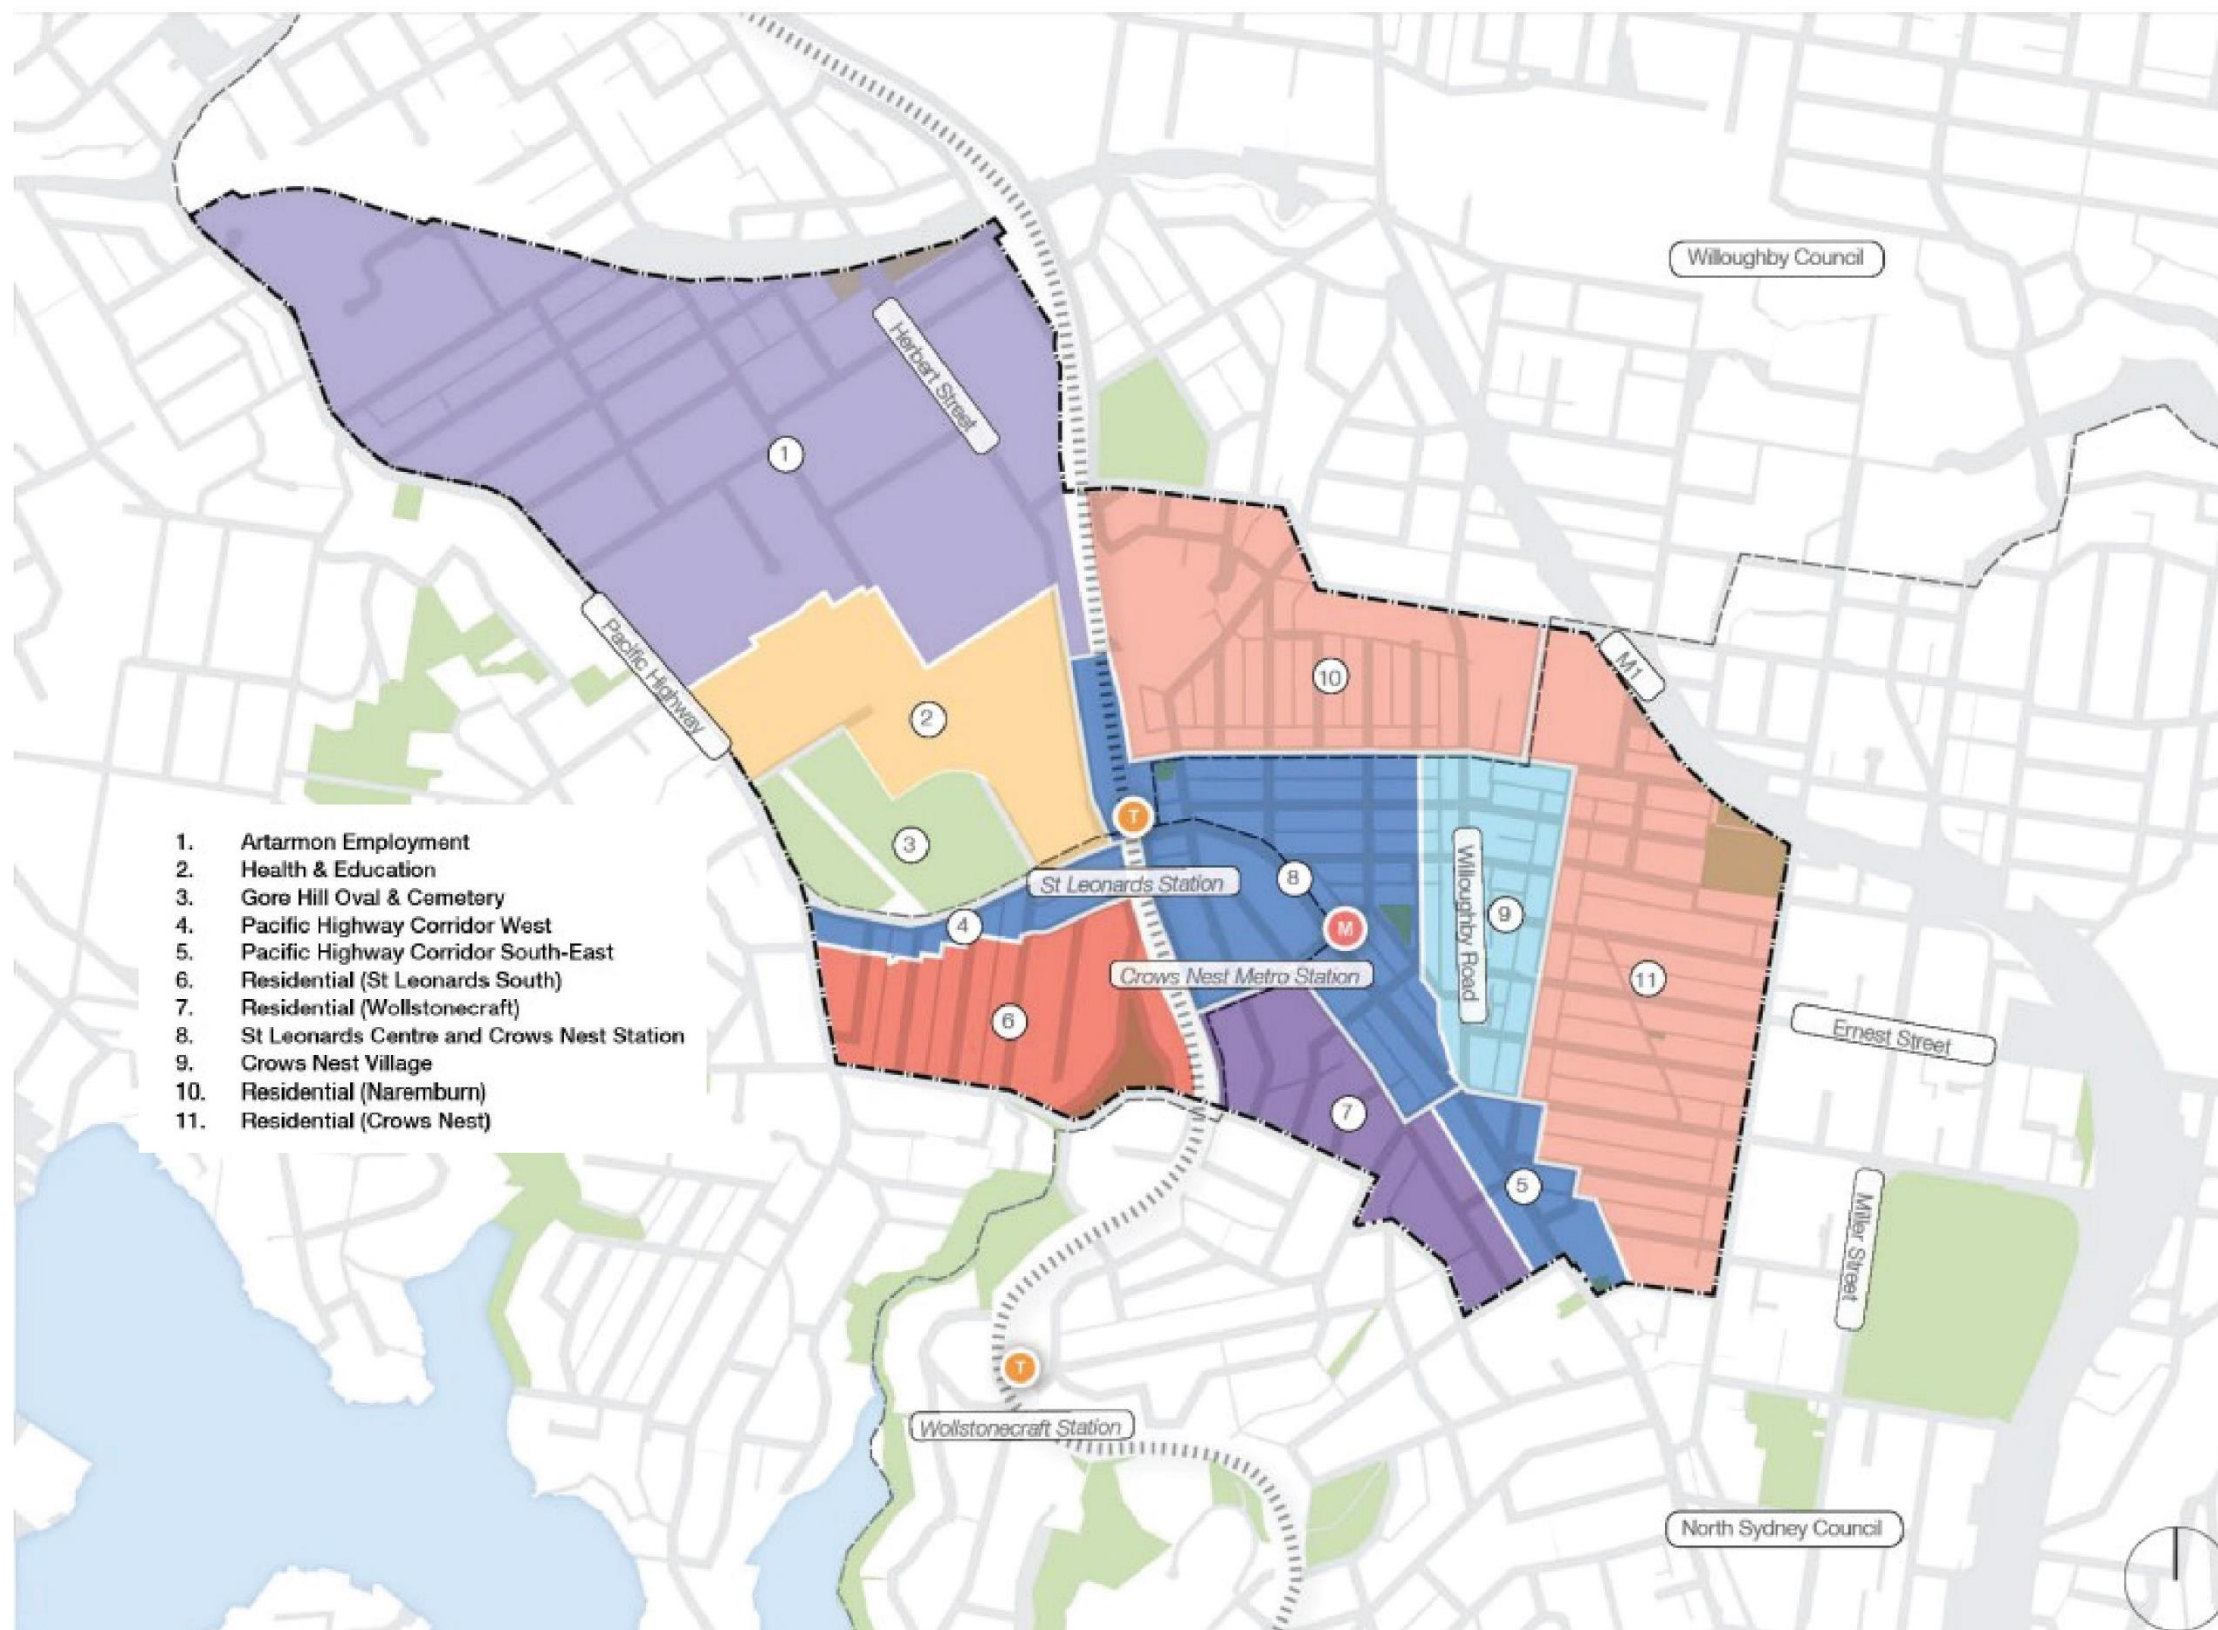 Willoughby Council
Herbert Street
1
Pacific Highway
M1
10
2
T
3
1. Artarmon Employment
2. Health & Education
3. Gore Hill Oval & Cemetery
4. Pacific Highway Corridor West
5. Pacific Highway Corridor South-East
6. Residential (St Leonards South)
7. Residential (Wollstonecraft)
8. St Leonards Centre and Crows Nest Station
9. Crows Nest Village
10. Residential (Naremburn)
11. Residential (Crows Nest)
St Leonards Station
8
Willoughby Road
9
4
M
Crows Nest Metro Station
11
6
Ernest Street
7
5
Miller Street
T
Wollstonecraft Station
North Sydney Council